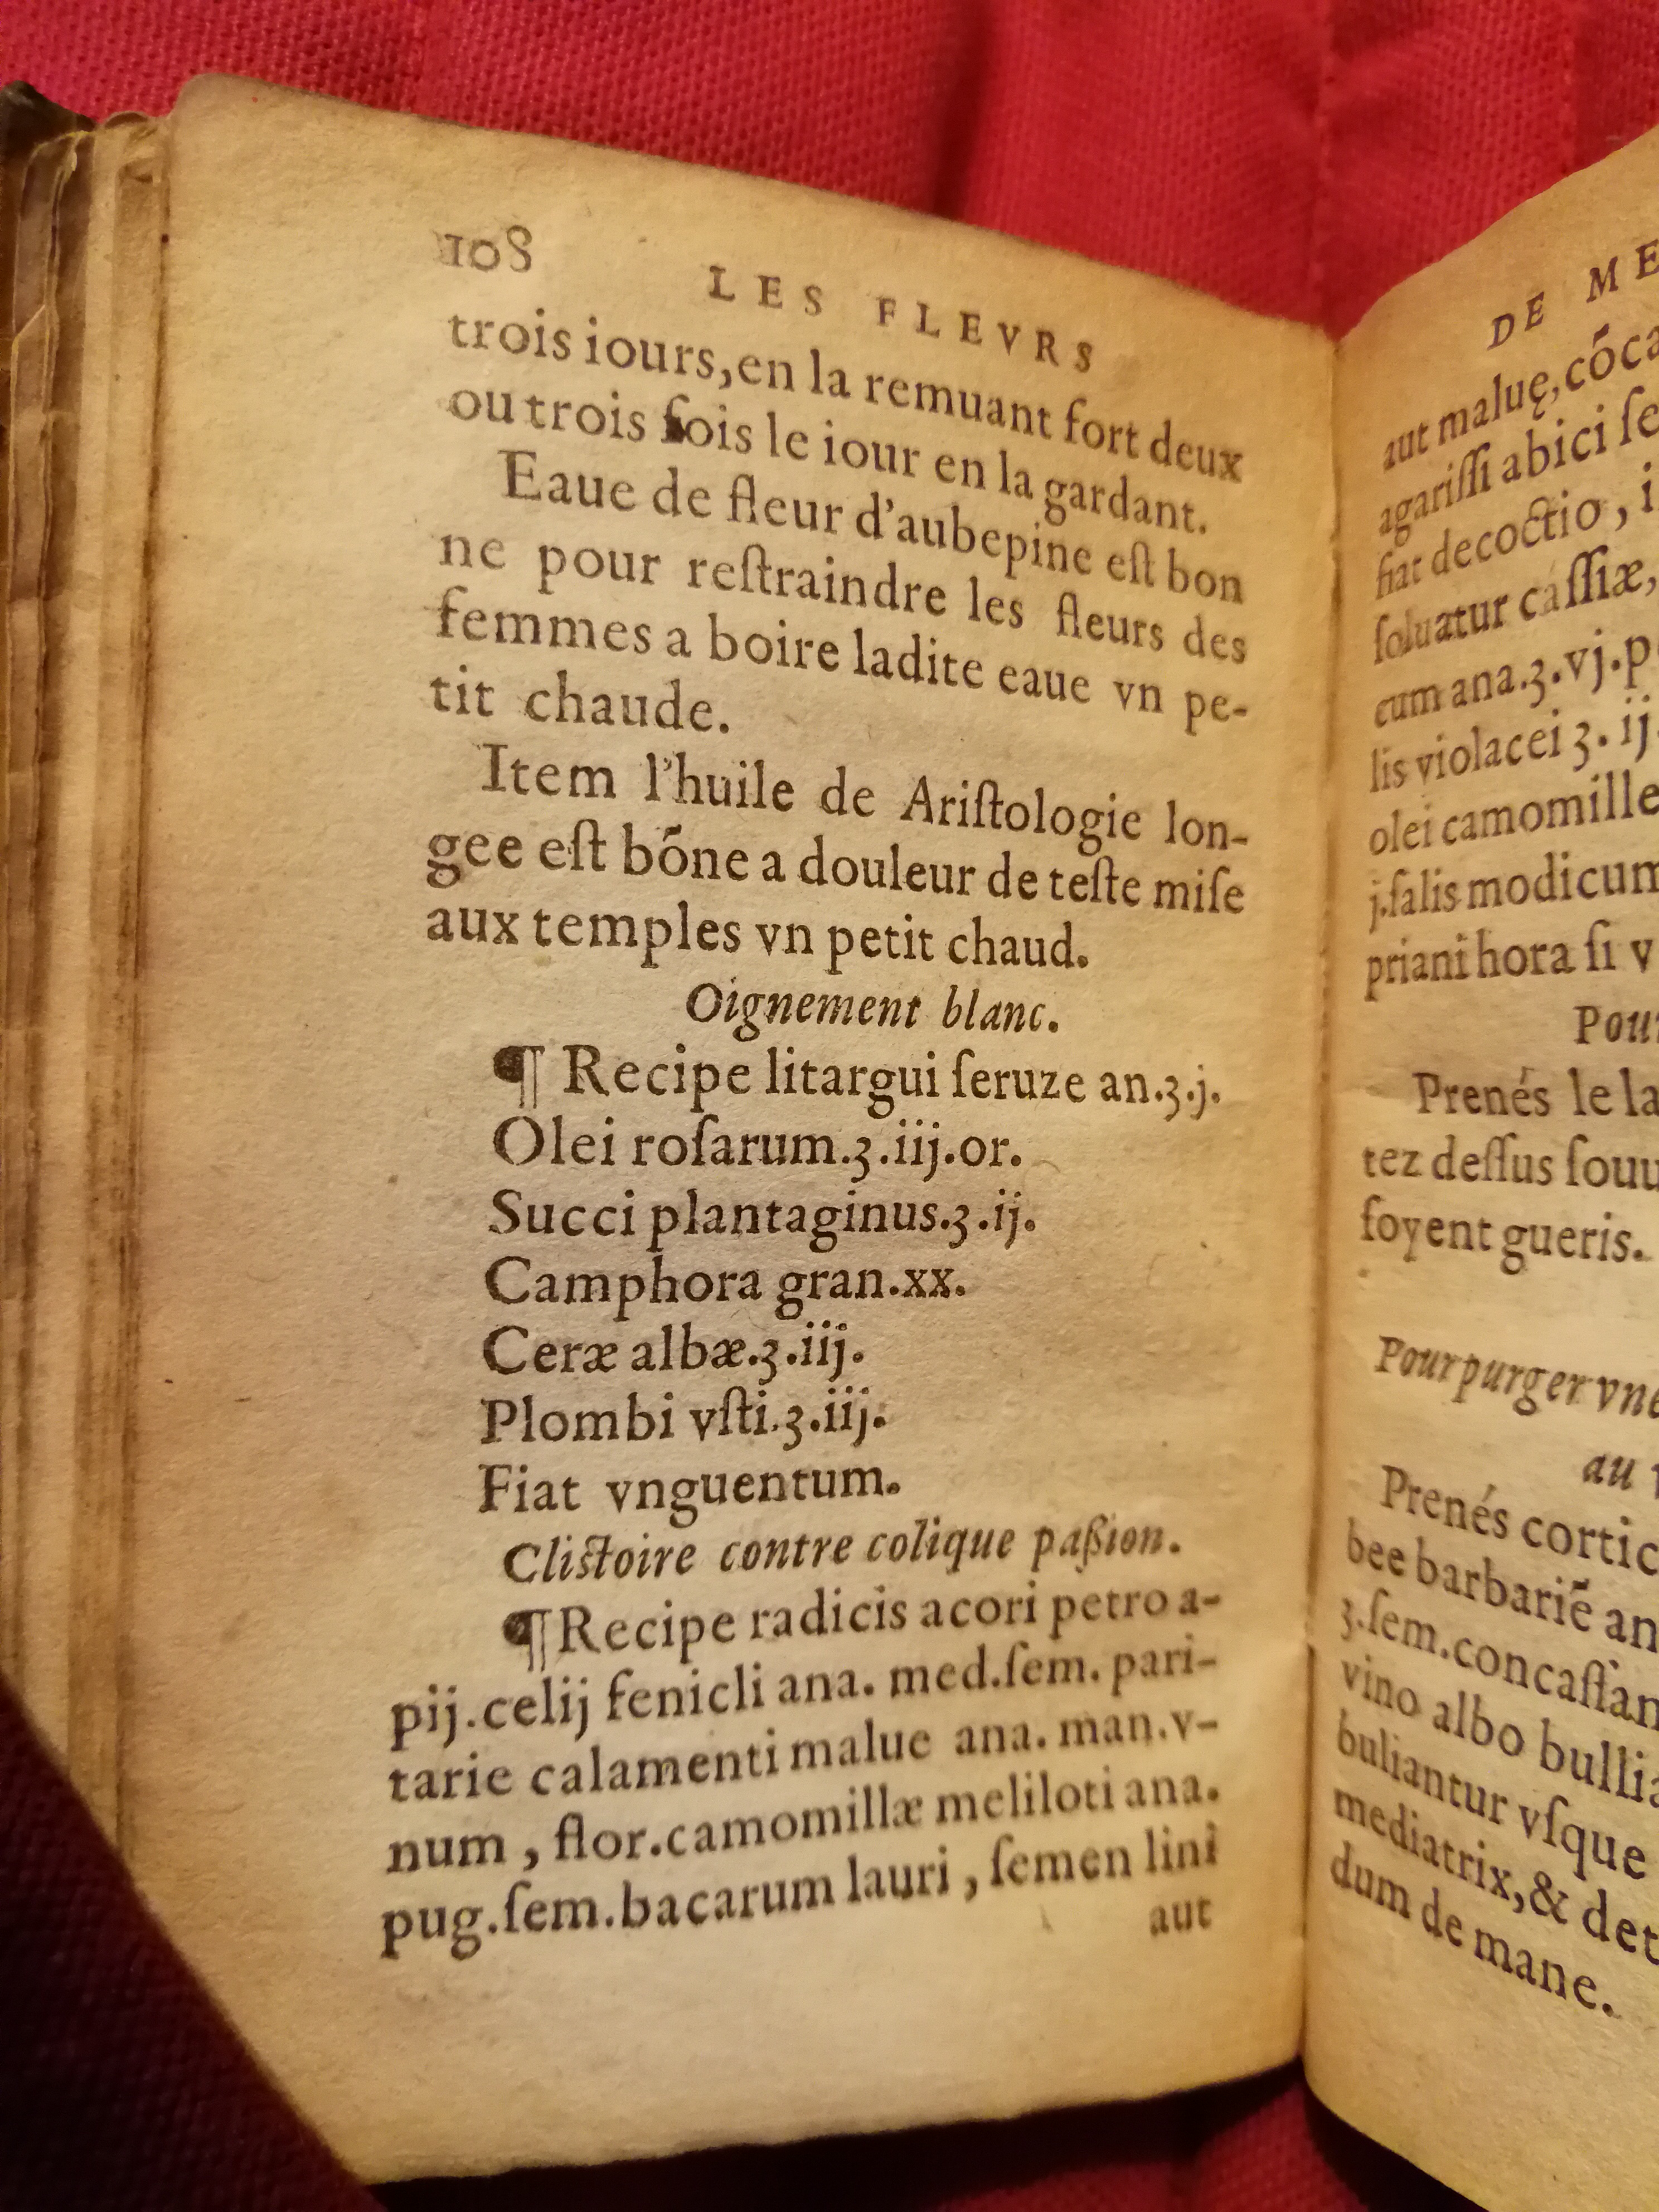 108
LES FLEVRS
trois iours,en la remuant fort deux
ou trois fois le iour en la gardant.
Eaue de fleur d'aubepine eſt bon
ne pour reſtraindre les fleurs des
femmes a boire ladite eaue vn pe-
tit chaude.
Item l'huile de Ariſtologie lon-
gee eſt bõne a douleur de teſte miſe
aux temples vn petit chaud.
Oignement blanc.
¶ Recipe litargui ſeruze an.ʒ.j.
Olei roſarum.ʒ.iij.or.
Succi plantaginus.ʒ.ij.
Camphora gran.xx.
Ceræ albæ.ʒ.iij.
Plombi vſti.ʒ.iij.
Fiat vnguentum.
Cliſtoire contre colique paßion.
¶Recipe radicis acori petro a-
pij.celij fenicli ana. med.ſem. pari-
tarie calamenti malue ana. man.v-
num , flor.camomillæ meliloti ana.
pug.ſem.bacarum lauri , ſemen lini
aut
DE ME
aut maluę,cõca
agariſſi abici ſe
fiat decoctio , i
ſoluatur caſſiæ,
cum ana.ʒ.vj.p
lis violacei ʒ. ij.
olei camomille
j.ſalis modicum
priani hora ſi v
Pour
Prenés le la
tez deſſus ſouu
ſoyent gueris.
Pour purger vne
au
Prenés cortic
bee barbariẽ an
ʒ.ſem.concaſſan
vino albo bullia
buliantur vſque
mediatrix,& det
dum de mane.